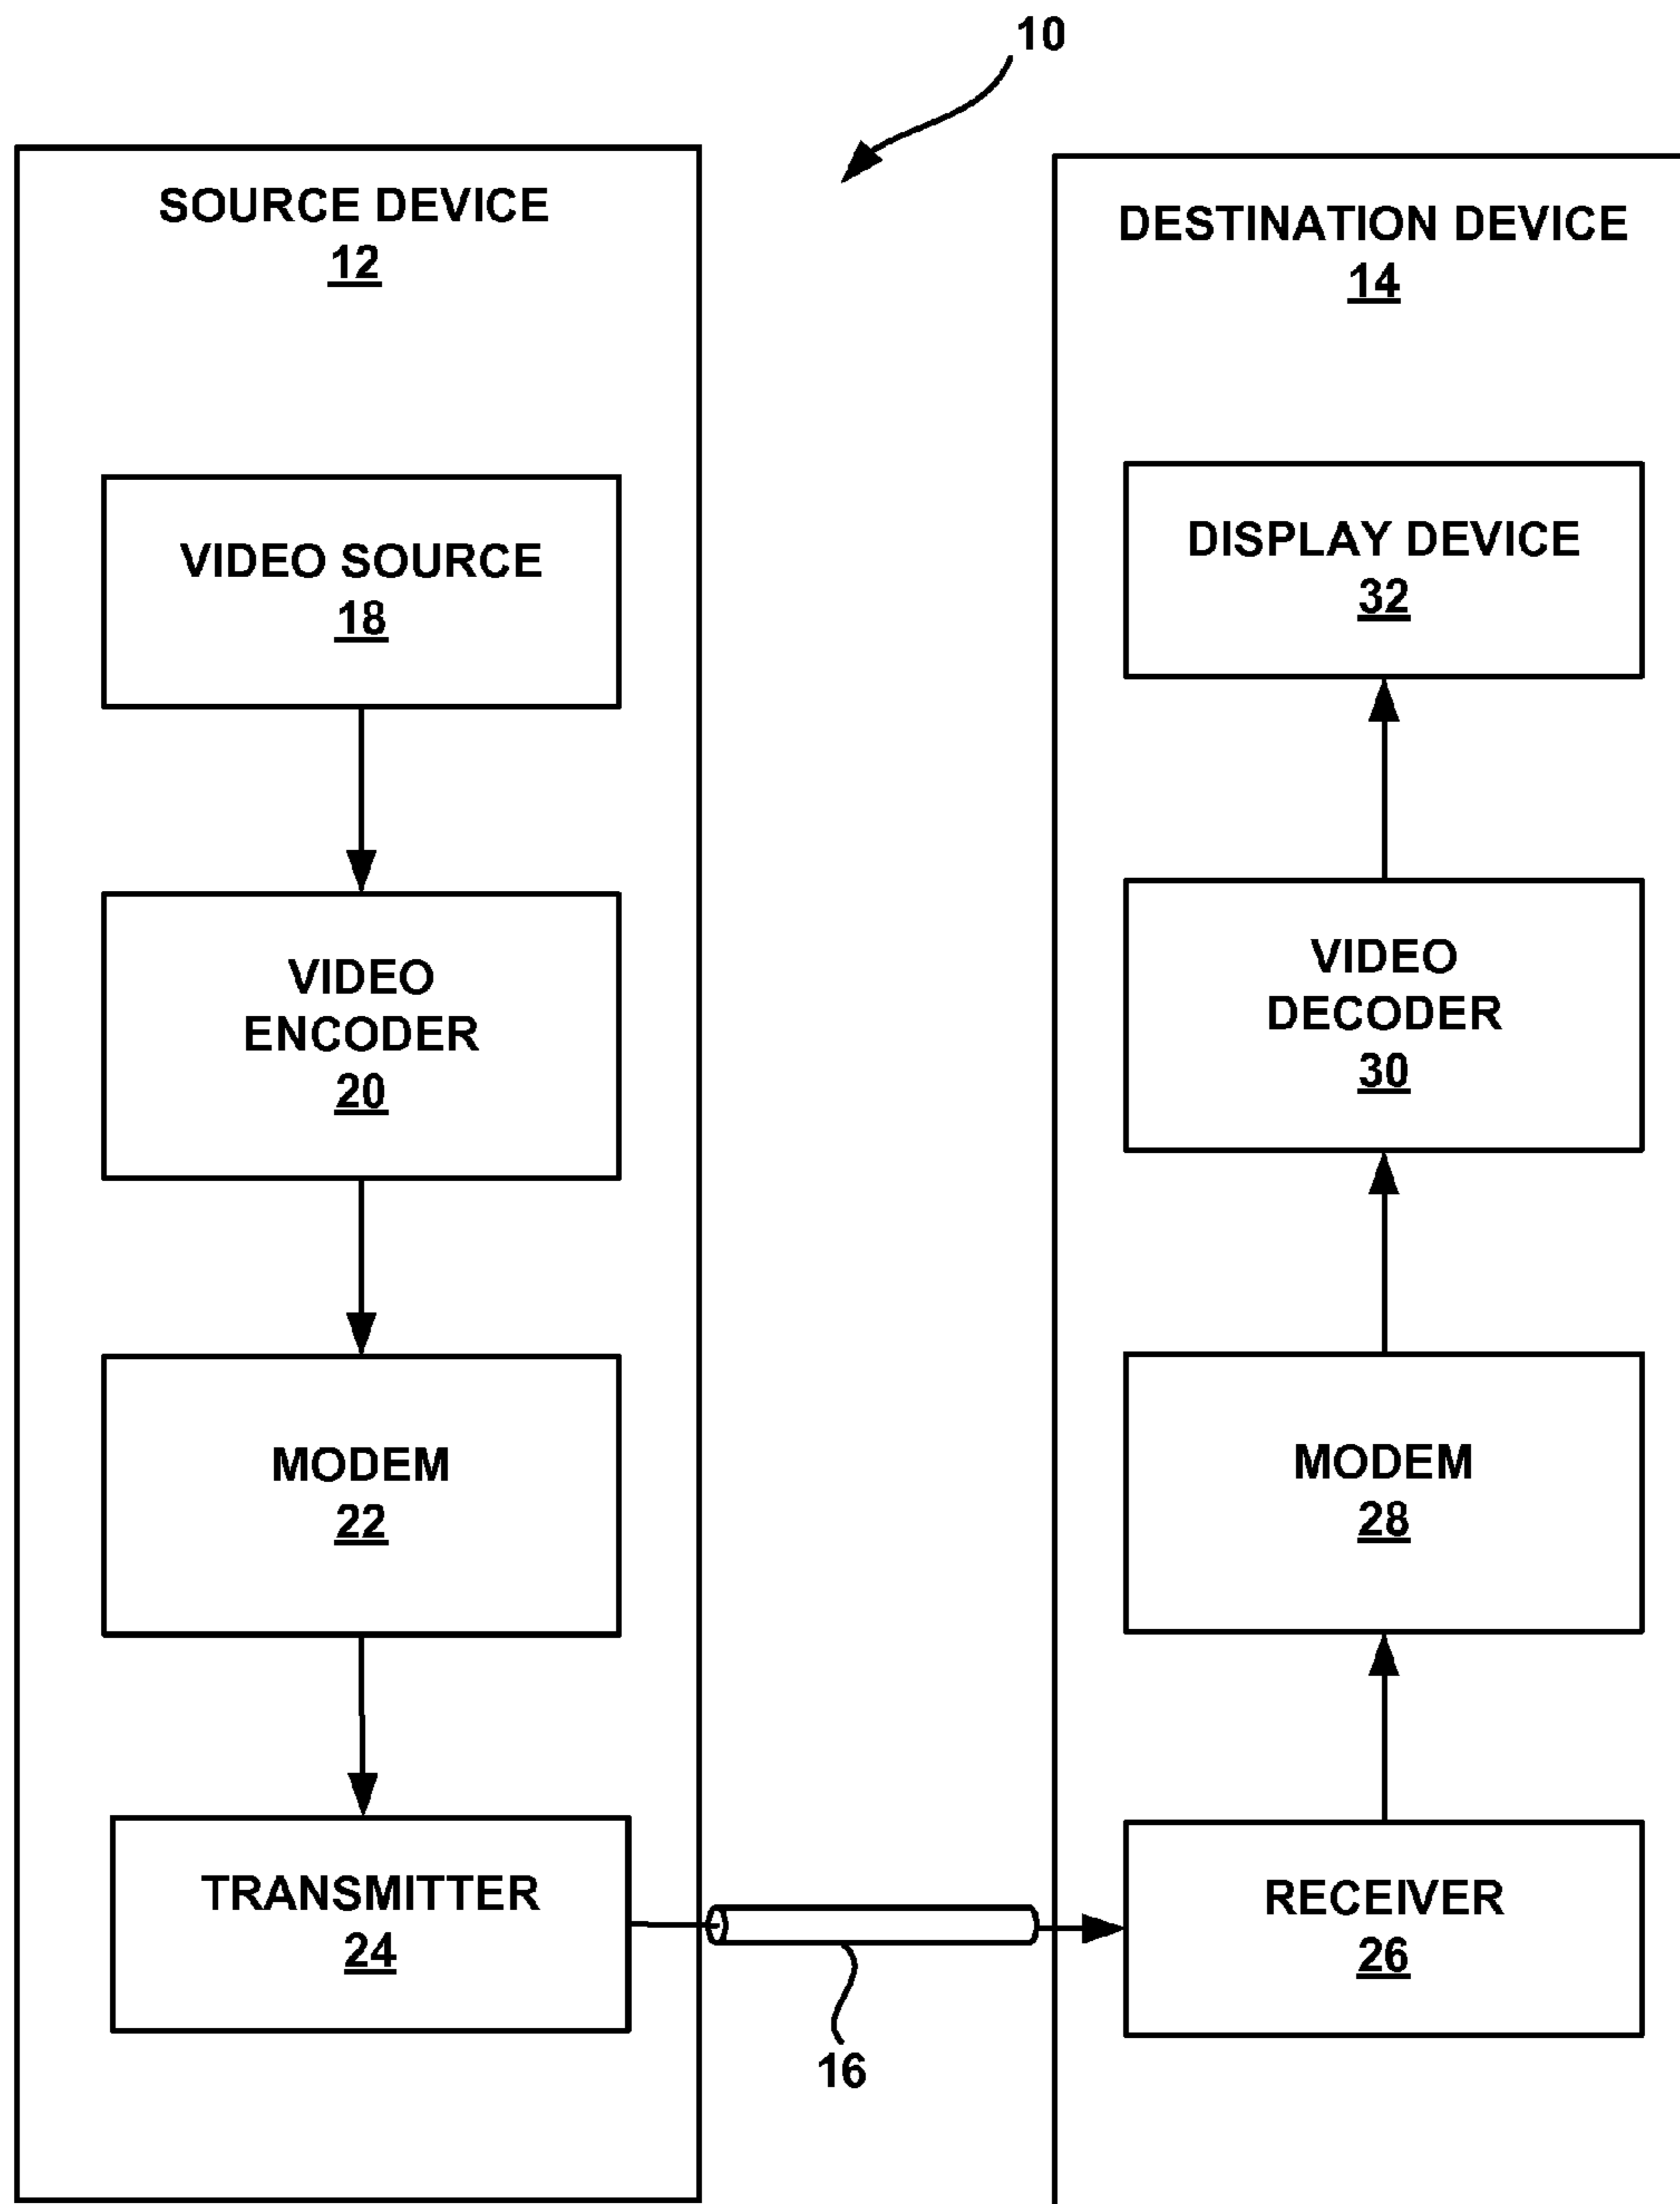 10
SOURCE DEVICE
12
VIDEO SOURCE
18
VIDEO
ENCODER
20
MODEM
22
TRANSMITTER
24
16
DESTINATION DEVICE
14
DISPLAY DEVICE
32
VIDEO
DECODER
30
MODEM
28
RECEIVER
26